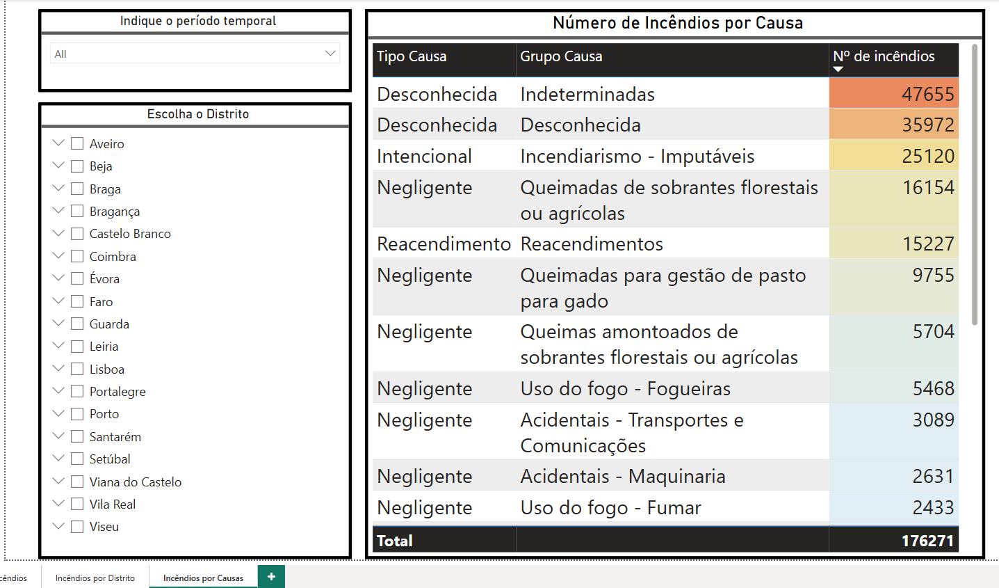 Indique o período temporal
All
Escolha o Distrito
Aveiro
Beja
Braga
Bragança
Castelo Branco
Coimbra
Évora
Faro
Guarda
Leiria
Lisboa
Portalegre
Porto
Santarém
Setúbal
Viana do Castelo
Vila Real
Viseu
Número de Incêndios por Causa
Tipo Causa Grupo Causa Nº de incêndios
Desconhecida Indeterminadas 47655
Desconhecida Desconhecida 35972
Intencional Incendiarismo - Imputáveis 25120
Negligente Queimadas de sobrantes florestais 16154
ou agrícolas
Reacendimento Reacendimentos 15227
Negligente Queimadas para gestão de pasto 9755
para gado
Negligente Queimas amontoados de 5704
sobrantes florestais ou agrícolas
Negligente Uso do fogo - Fogueiras 5468
Negligente Acidentais - Transportes e 3089
Comunicações
Negligente Acidentais - Maquinaria 2631
Negligente Uso do fogo - Fumar 2433
Total 176271
cêndios Incêndios por Distrito Incêndios por Causas +